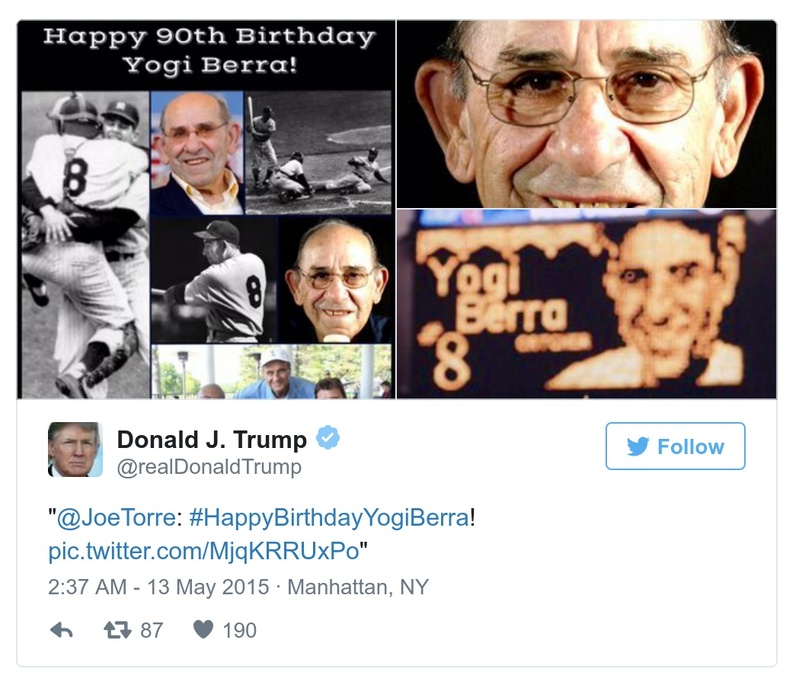 Happy 90th Birthday
Yogi Berra!
8
8
Yogi
Berra
#8
CATCHER
Donald J. Trump
@realDonaldTrump
Follow
"@JoeTorre: #HappyBirthdayYogiBerra!
pic.twitter.com/MjqKRRUxPo"
2:37 AM - 13 May 2015 · Manhattan, NY
87 190